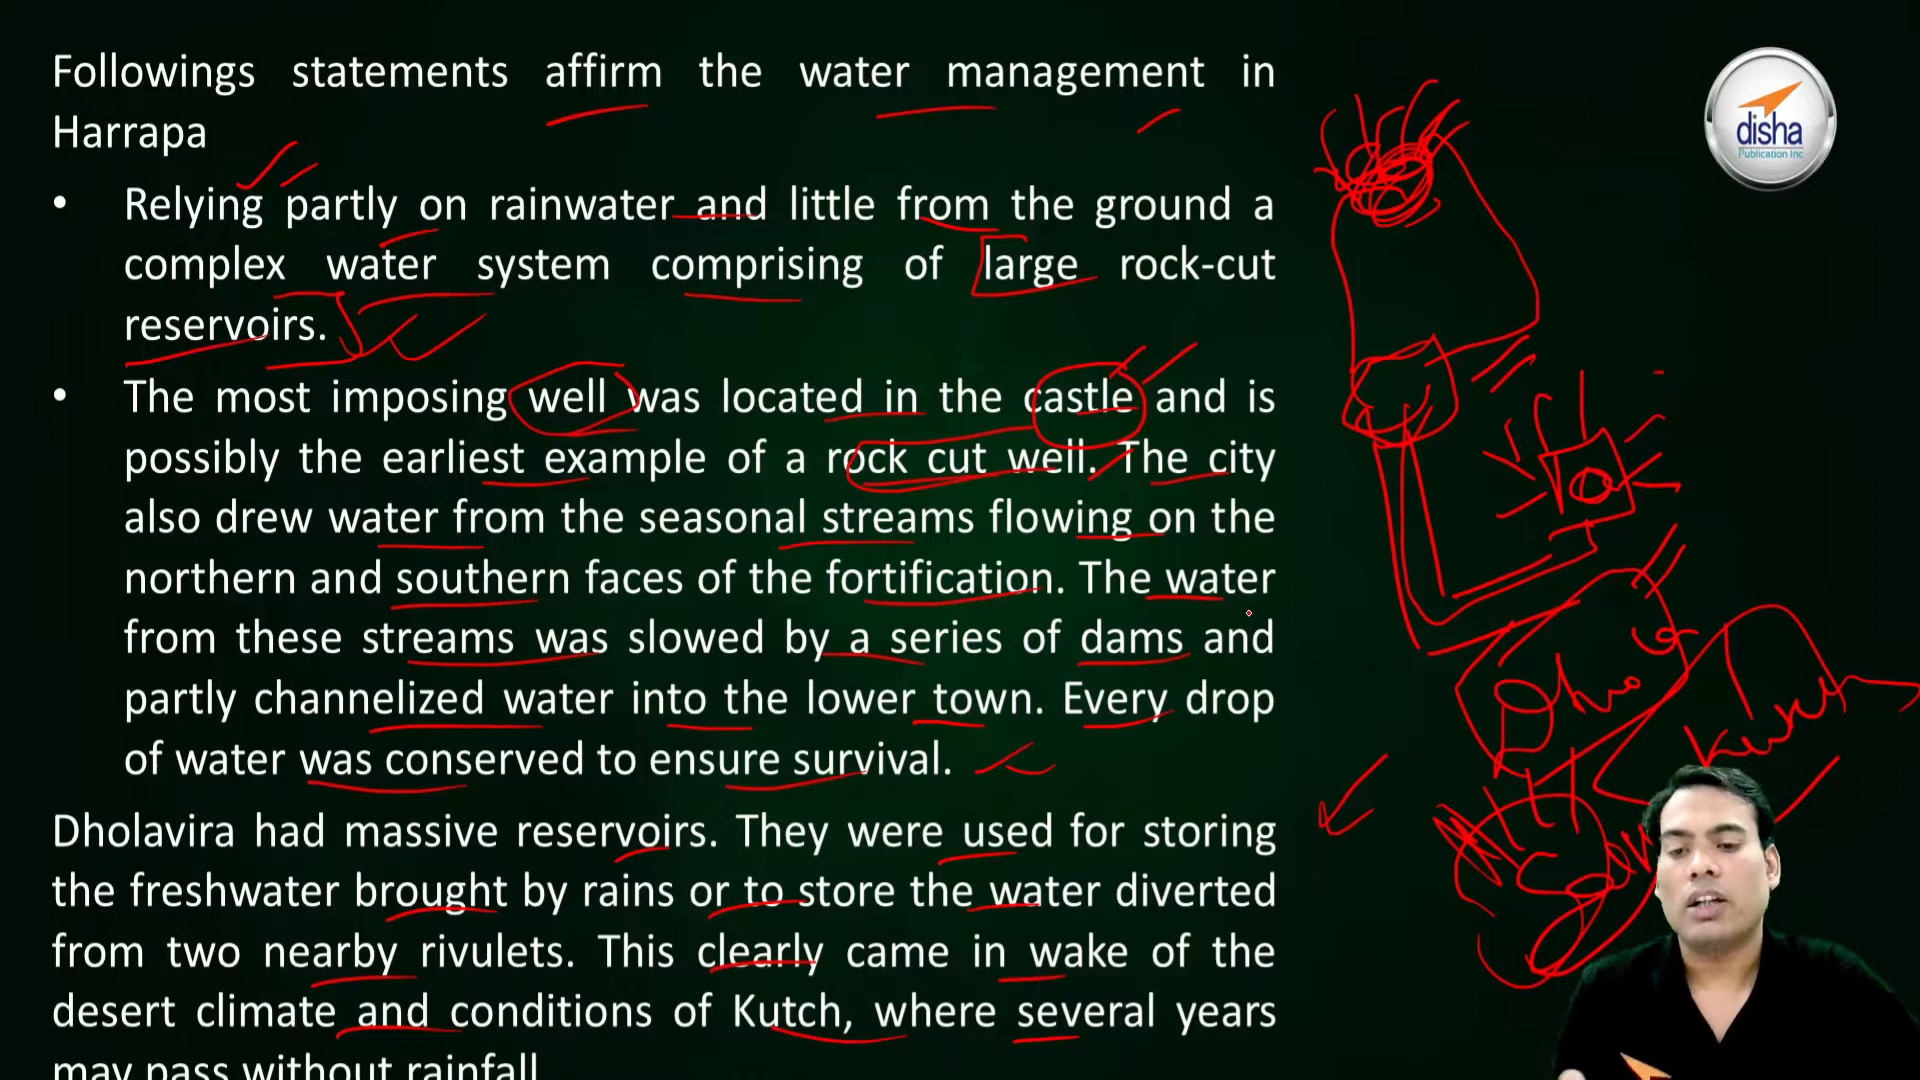 Followings statements affirm the water management in
Harrapa
• Relying partly on rainwater and little from the ground a
complex water system comprising of large rock-cut
reservoirs.
• The most imposing well was located in the castle and is
possibly the earliest example of a rock cut well. The city
also drew water from the seasonal streams flowing on the
northern and southern faces of the fortification. The water
from these streams was slowed by a series of dams and
partly channelized water into the lower town. Every drop
of water was conserved to ensure survival.
Dholavira had massive reservoirs. They were used for storing
the freshwater brought by rains or to store the water diverted
from two nearby rivulets. This clearly came in wake of the
desert climate and conditions of Kutch, where several years
may pass without rainfall
disha
Publication Inc